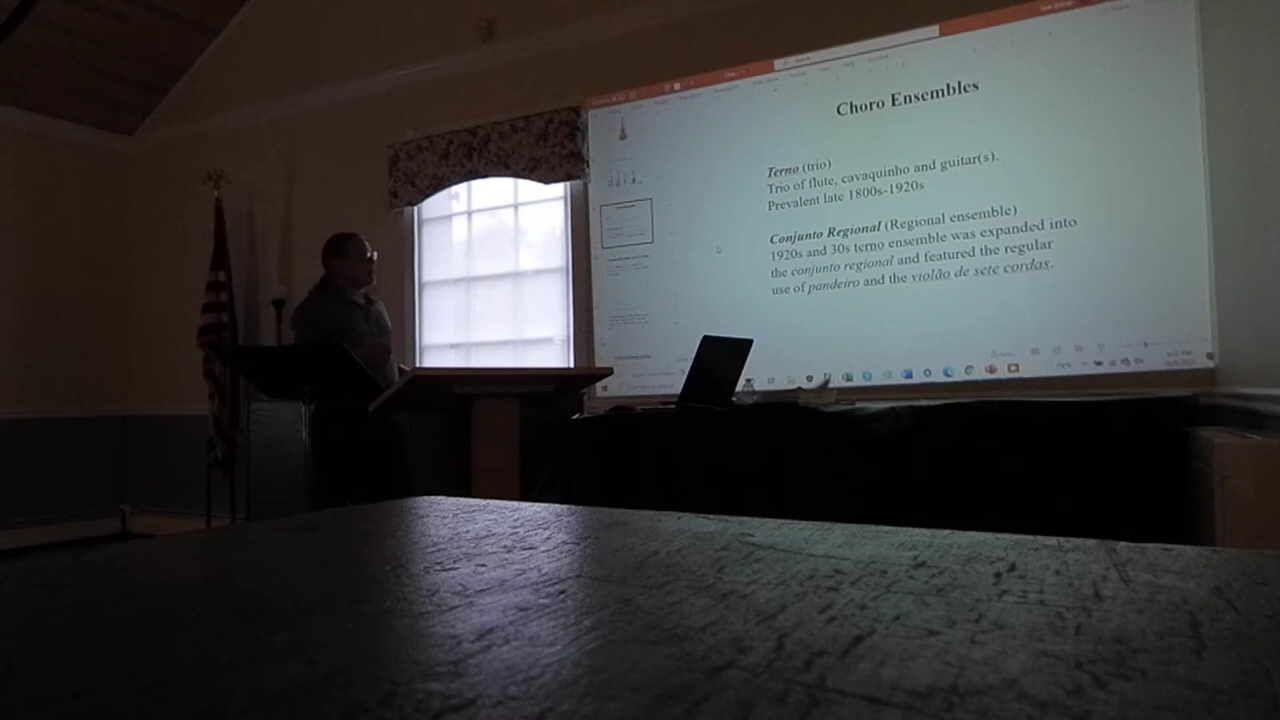 Choro Ensembles
Terno (trio)
Trio of flute, cavaquinho and guitar(s).
Prevalent late 1800s-1920s
Conjunto Regional (Regional ensemble)
1920s and 30s terno ensemble was expanded into
the conjunto regional and featured the regular
use of pandeiro and the violão de sete cordas.